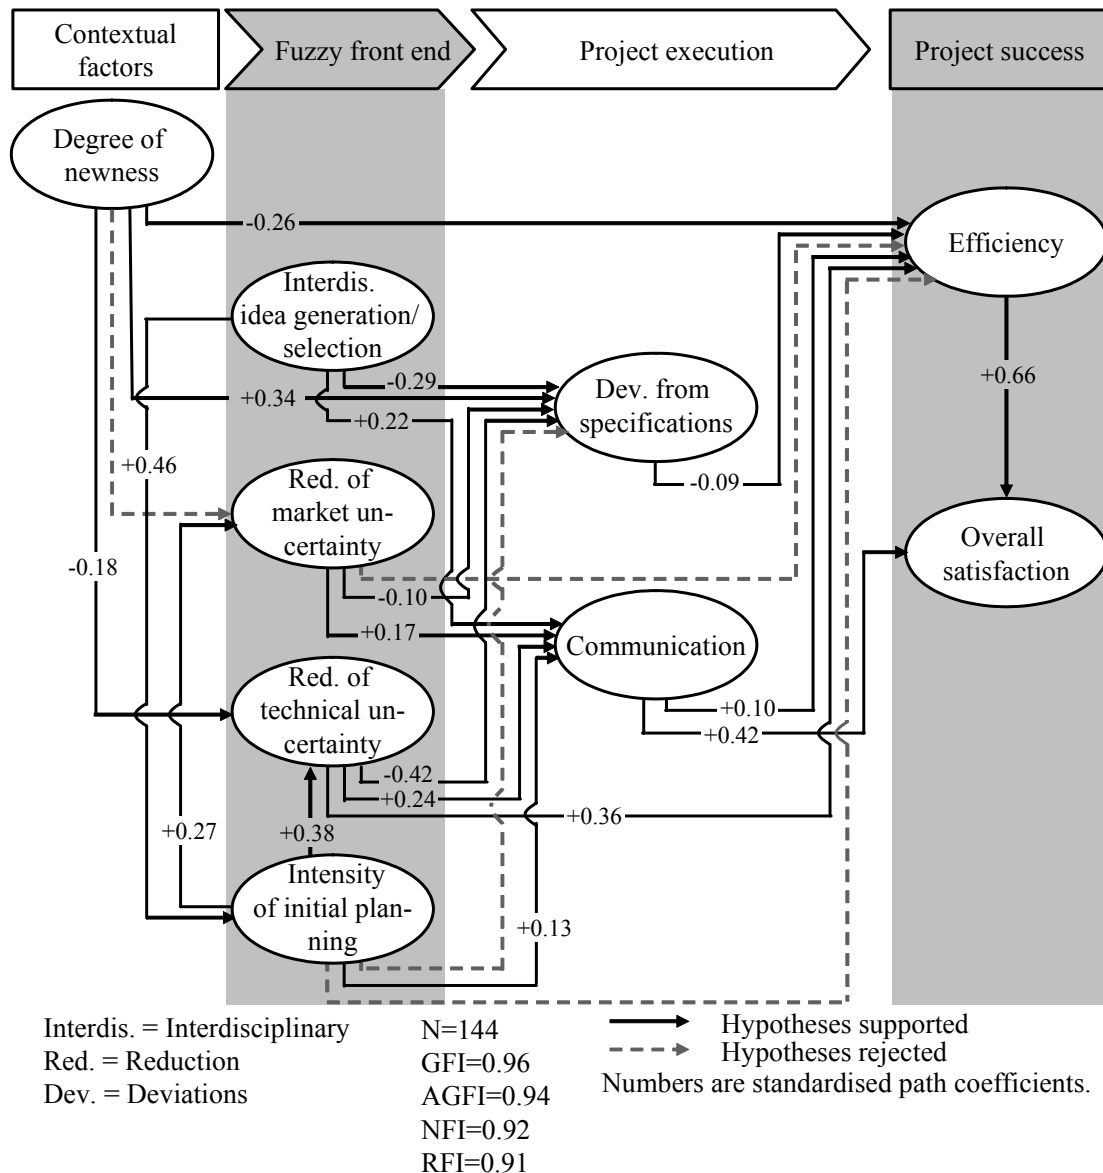 Contextual
factors
Fuzzy front end
Project execution
Project success
Degree of
newness
-0.26
Efficiency
Interdis.
idea generation/
selection
-0.29
+0.34
+0.22
Dev. from
specifications
+0.66
+0.46
-0.09
Red. of
market un-
certainty
-0.18
-0.10
+0.17
Overall
satisfaction
Communication
Red. of
technical un-
certainty
+0.10
+0.42
-0.42
+0.24
+0.36
+0.27
+0.38
Intensity
of initial plan-
ning
+0.13
Interdis. = Interdisciplinary
Red. = Reduction
Dev. = Deviations
N=144
GFI=0.96
AGFI=0.94
NFI=0.92
RFI=0.91
Hypotheses supported
Hypotheses rejected
Numbers are standardised path coefficients.